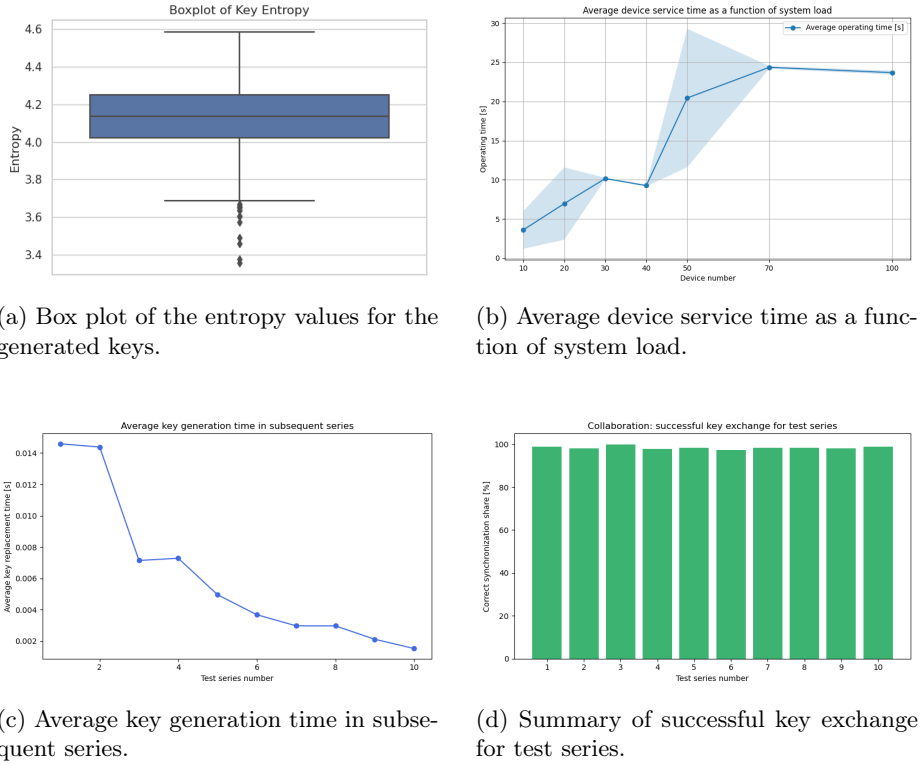 Boxplot of Key Entropy
4.6
4.4
4.2
4.0
3.8
3.6
3.4
Entropy
Average device service time as a function of system load
Average operating time [s]
30
25
20
15
10
5
0
Operating time [s]
10 20 30 40 50 70 100
Device number
(a) Box plot of the entropy values for the
generated keys.
(b) Average device service time as a func-
tion of system load.
Average key generation time in subsequent series
0.014
0.012
0.010
0.008
0.006
0.004
0.002
Average key replacement time [s]
2 4 6 8 10
Test series number
Collaboration: successful key exchange for test series
100
80
60
40
20
0
Correct synchronization share [%]
1 2 3 4 5 6 7 8 9 10
Test series number
(c) Average key generation time in subse-
quent series.
(d) Summary of successful key exchange
for test series.